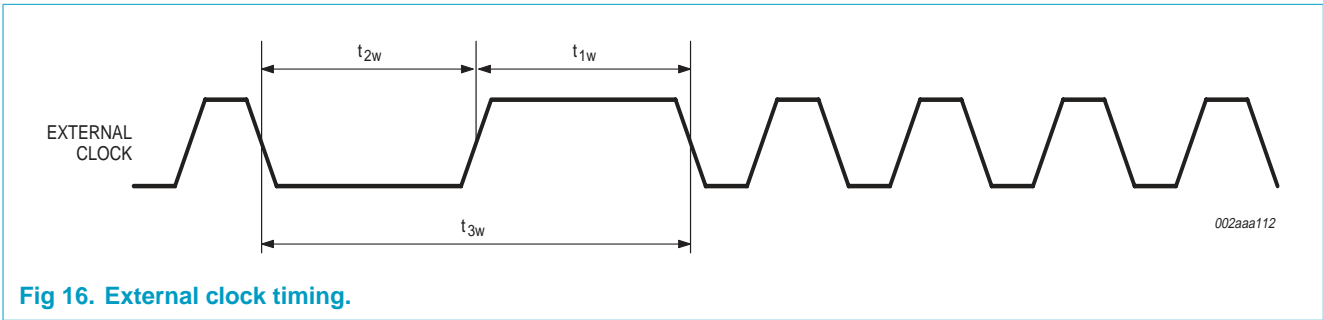 t2w
t1w
EXTERNAL
CLOCK
t3w
002aaa112
Fig 16. External clock timing.